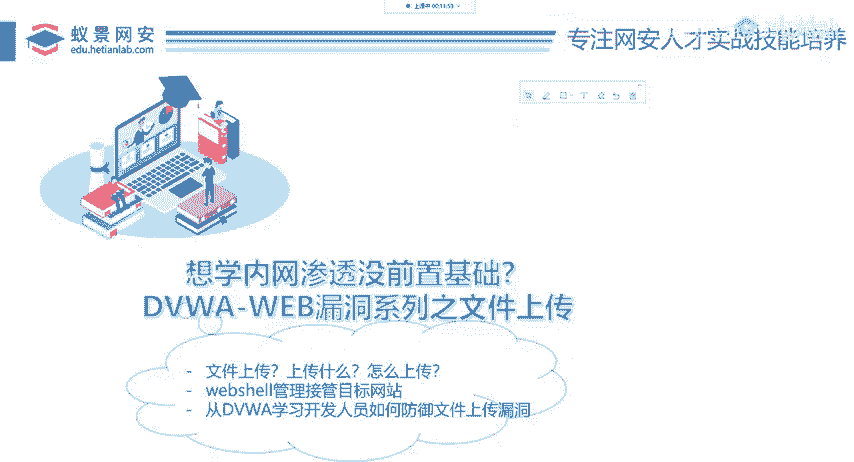 上课中
蚁景网安
edu.hetianlab.com
专注网安人才实战技能培养
想学内网渗透没前置基础？
DVWA-WEB漏洞系列之文件上传
- 文件上传？上传什么？怎么上传？
- webshell管理接管目标网站
- 从DVWA学习开发人员如何防御文件上传漏洞